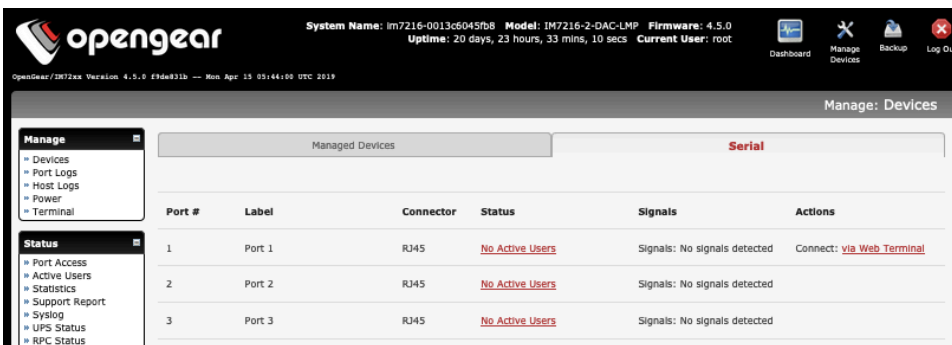 opengear
System Name: im7216-0013c6045fb8 Model: IM7216-2-DAC-LMP Firmware: 4.5.0
Uptime: 20 days, 23 hours, 33 mins, 10 secs Current User: root
Dashboard
Manage
Devices
Backup
Log Ou
OpenGear/IM72xx Version 4.5.0 f9de831b -- Mon Apr 15 05:44:00 UTC 2019
Manage: Devices
Manage
» Devices
» Port Logs
» Host Logs
» Power
» Terminal
Status
» Port Access
» Active Users
» Statistics
» Support Report
» Syslog
» UPS Status
» RPC Status
Managed Devices Serial
Port # Label Connector Status Signals Actions
1 Port 1 RJ45 No Active Users Signals: No signals detected Connect: via Web Terminal
2 Port 2 RJ45 No Active Users Signals: No signals detected
3 Port 3 RJ45 No Active Users Signals: No signals detected